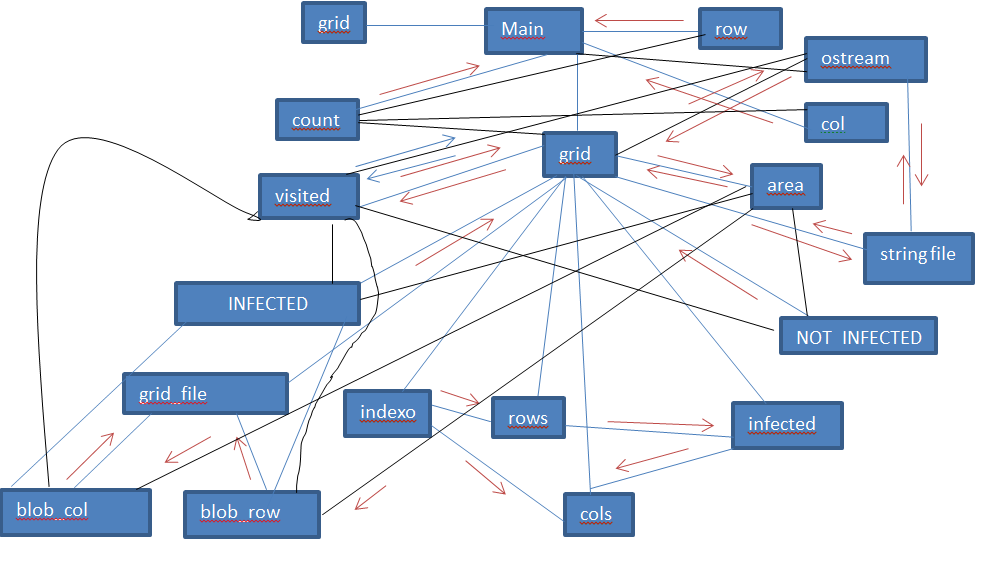 grid
Main
row
ostream
count
col
grid
visited
area
string file
INFECTED
NOT INFECTED
grid_file
indexo
rows
infected
blob_col
blob_row
cols